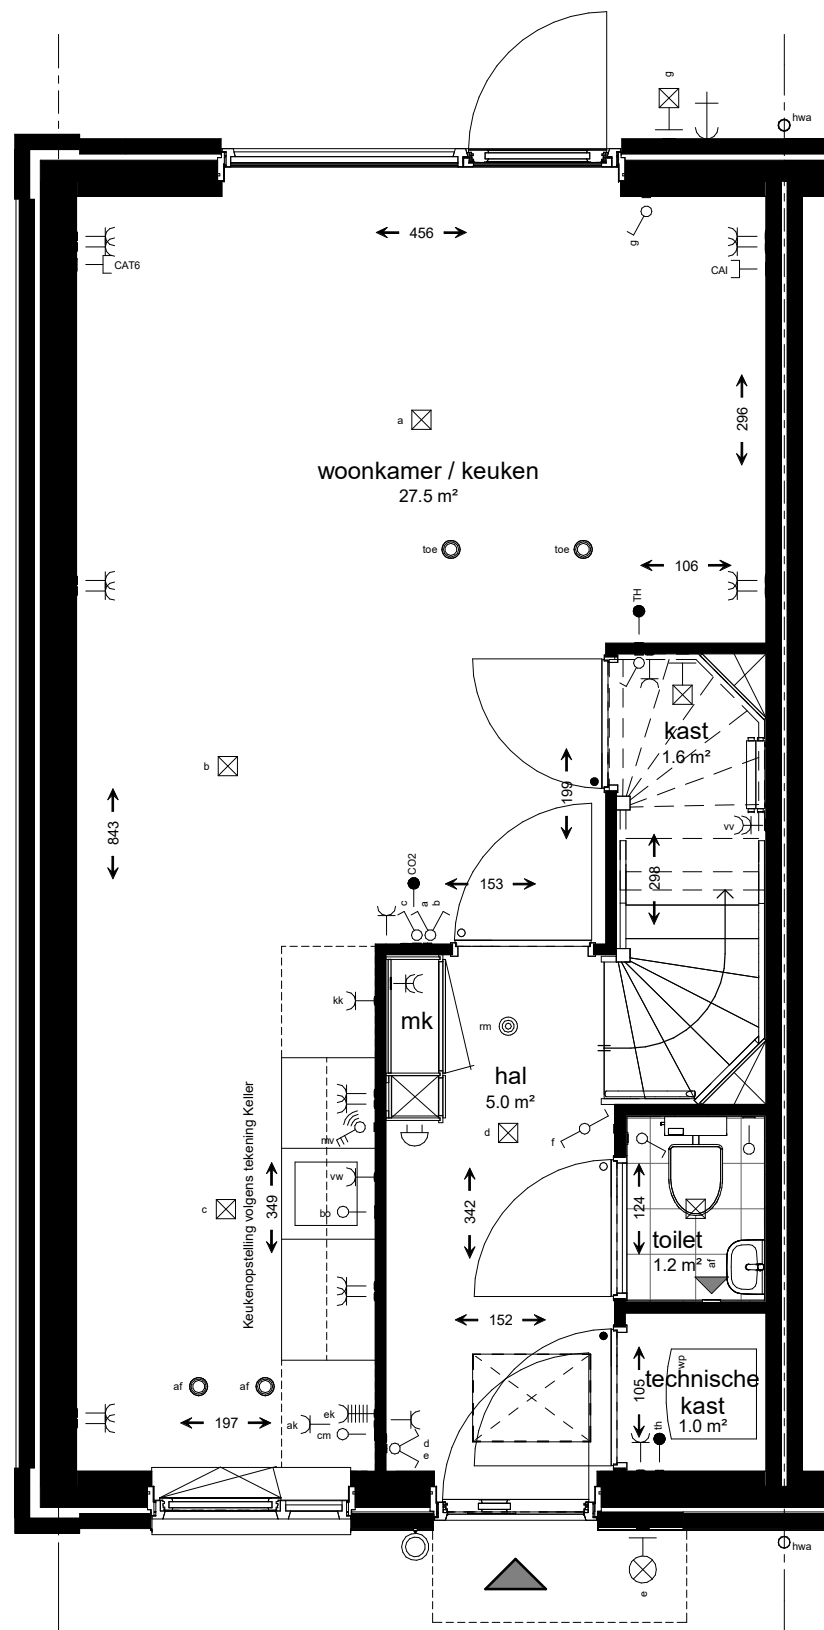 g
hwa
456
g
CAT6
CAI
296
a
woonkamer / keuken
27.5 m²
toe
toe
106
TH
kast
1.6 m²
b
199
843
vv
298
CO2
153
c
a
b
kk
mk
rm
hal
5.0 m²
d
f
mv
Keukenopstelling volgens tekening Keller
349
vw
bo
c
342
124
toilet
1.2 m²
af
152
wp
technische
kast
1.0 m²
105
af
af
197
ak
ek
cm
d
e
th
hwa
e